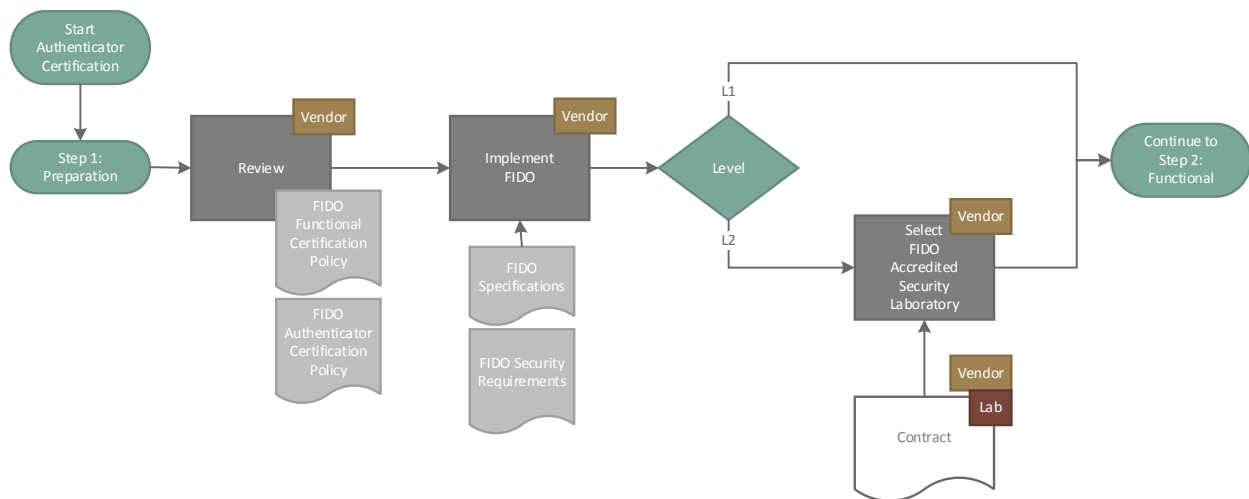 Start
Authenticator
Certification
Step 1:
Preparation
Vendor
Review
FIDO
Functional
Certification
Policy
FIDO
Authenticator
Certification
Policy
Vendor
Implement
FIDO
FIDO
Specifications
FIDO Security
Requirements
L1
Level
L2
Vendor
Select
FIDO
Accredited
Security
Laboratory
Vendor
Lab
Contract
Continue to
Step 2:
Functional